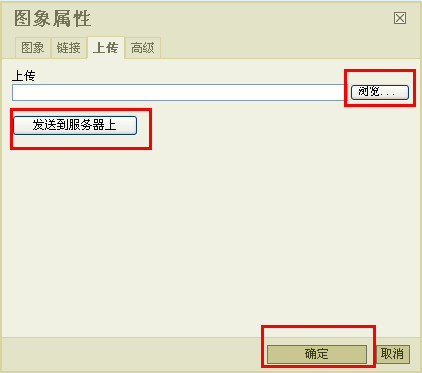 图象属性
图象 链接 上传 高级
上传
浏览...
发送到服务器上
确定 取消